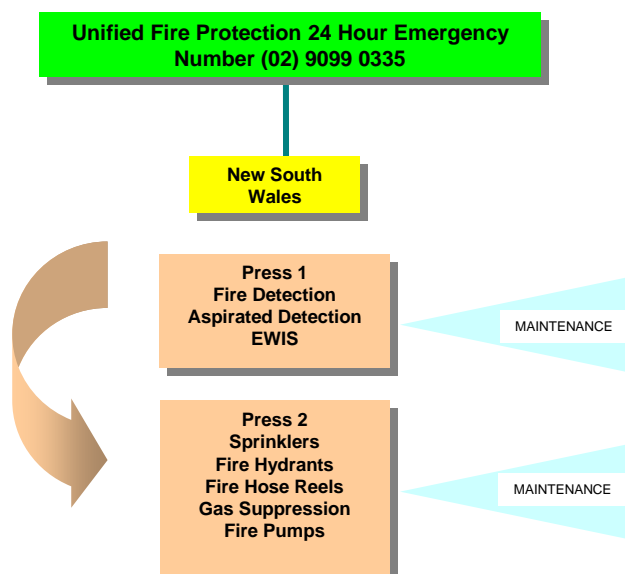 Unified Fire Protection 24 Hour Emergency
Number (02) 9099 0335
New South
Wales
Press 1
Fire Detection
Aspirated Detection
EWIS
MAINTENANCE
Press 2
Sprinklers
Fire Hydrants
Fire Hose Reels
Gas Suppression
Fire Pumps
MAINTENANCE